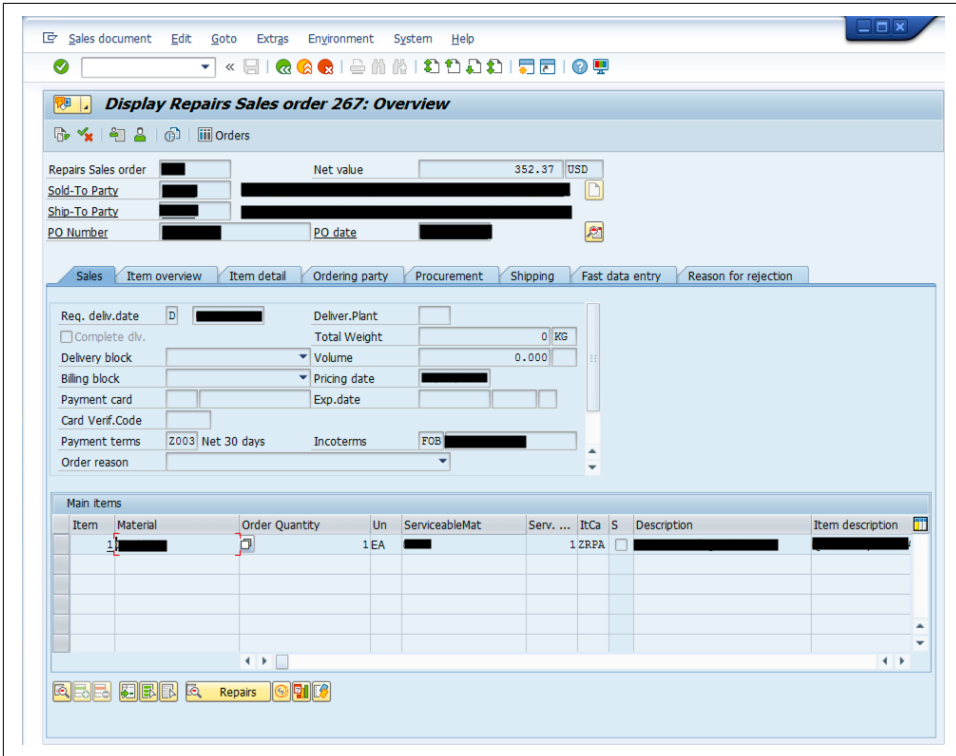 Sales document Edit Goto Extras Environment System Help
Display Repairs Sales order 267: Overview
Orders
Repairs Sales order Net value 352.37 USD
Sold-To Party
Ship-To Party
PO Number PO date
Sales Item overview Item detail Ordering party Procurement Shipping Fast data entry Reason for rejection
Req. deliv.date D Deliver.Plant
Complete dlv. Total Weight 0 KG
Delivery block Volume 0.000
Billing block Pricing date
Payment card Exp.date
Card Verif.Code
Payment terms Z003 Net 30 days Incoterms FOB
Order reason
Main items
Item Material Order Quantity Un ServiceableMat Serv. ... ItCa S Description Item description
1 1 EA 1 ZRPA
Repairs